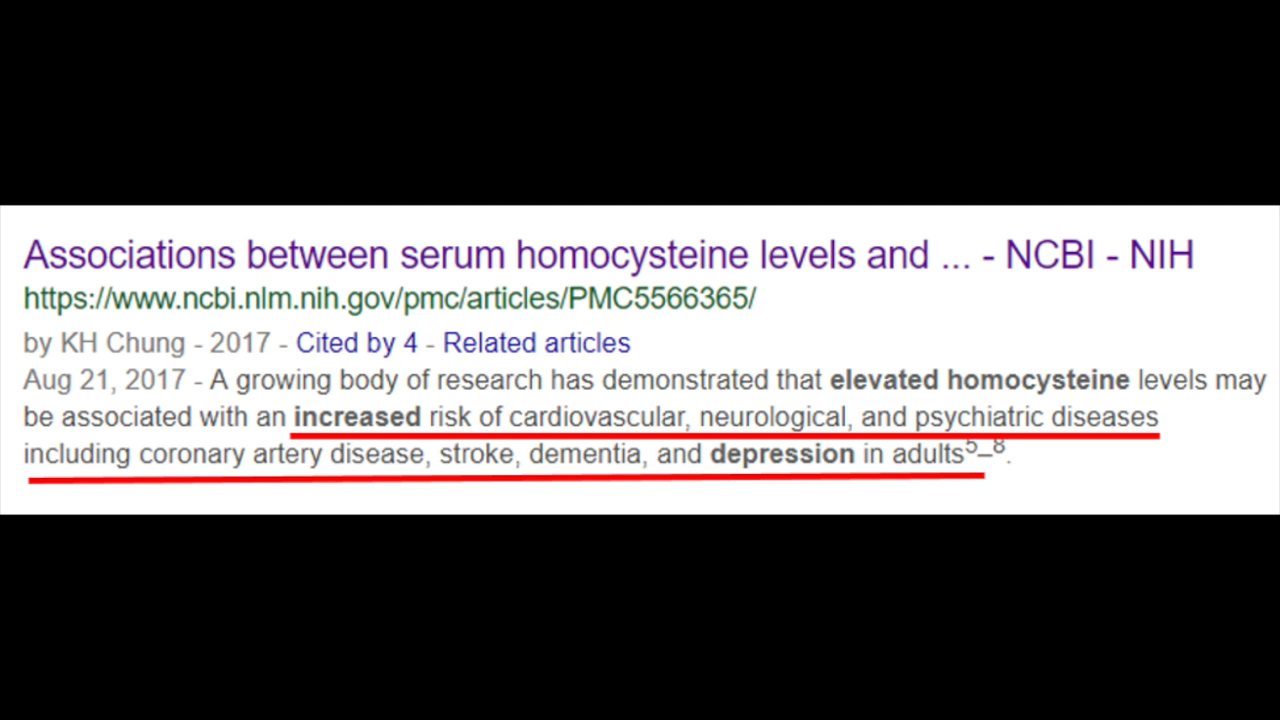 Associations between serum homocysteine levels and ... - NCBI - NIH
https://www.ncbi.nlm.nih.gov/pmc/articles/PMC5566365/
by KH Chung - 2017 - Cited by 4 - Related articles
Aug 21, 2017 - A growing body of research has demonstrated that elevated homocysteine levels may
be associated with an increased risk of cardiovascular, neurological, and psychiatric diseases
including coronary artery disease, stroke, dementia, and depression in adults⁵–⁸.